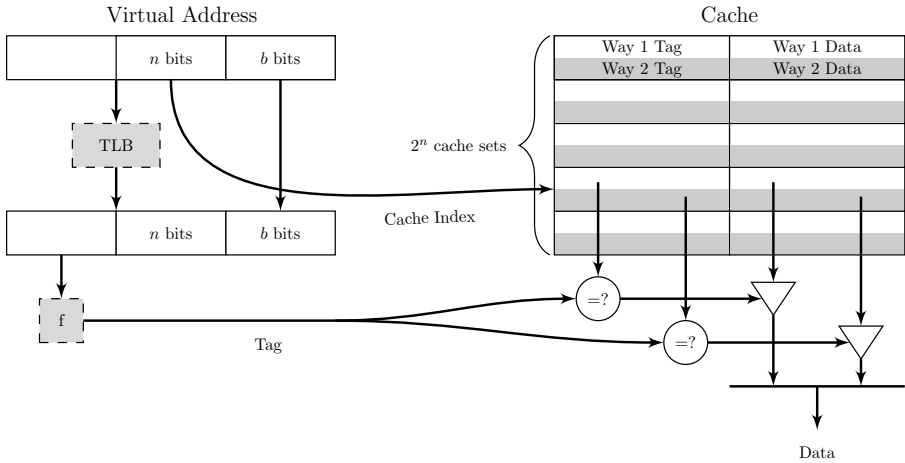 Virtual Address
Cache
n bits
b bits
Way 1 Tag
Way 1 Data
Way 2 Tag
Way 2 Data
TLB
2ⁿ cache sets
n bits
b bits
Cache Index
f
=?
=?
Tag
Data